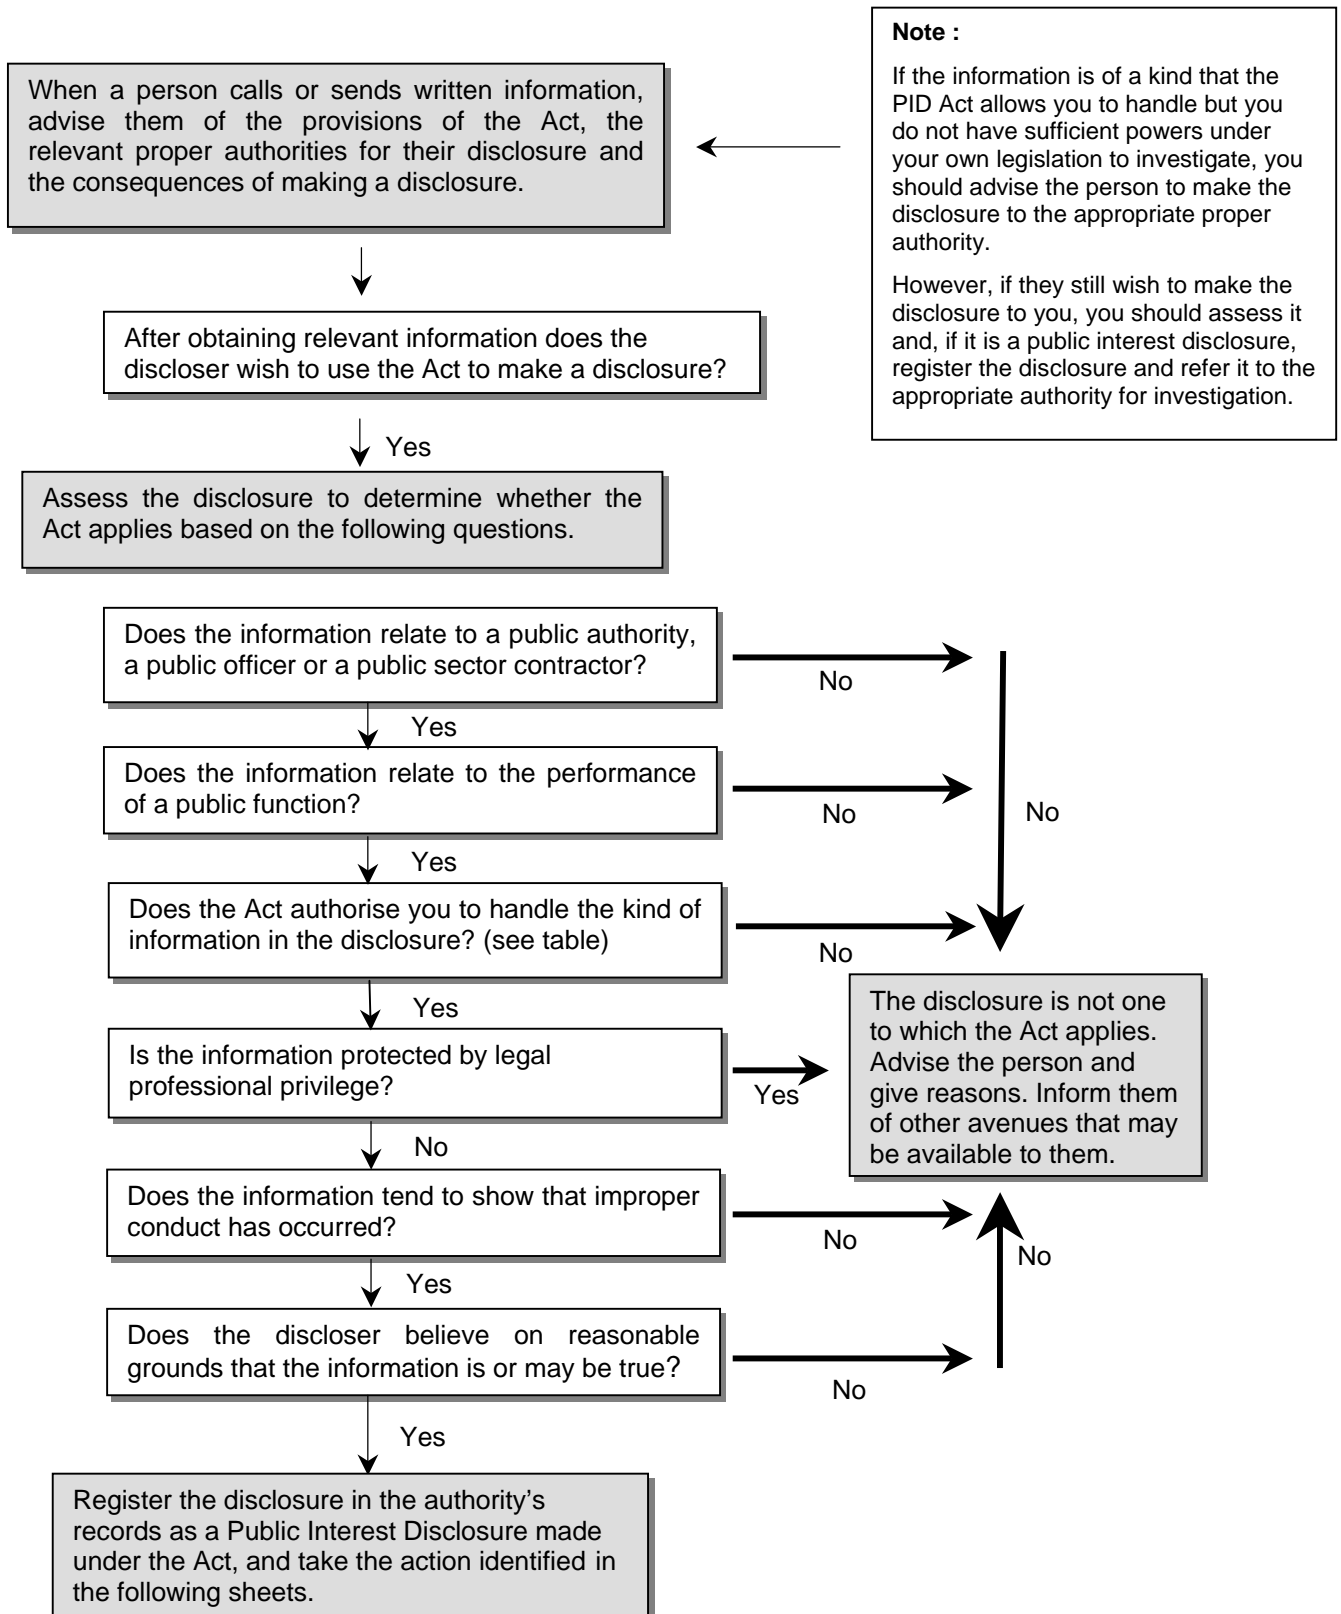 Note :
If the information is of a kind that the
PID Act allows you to handle but you
do not have sufficient powers under
your own legislation to investigate, you
should advise the person to make the
disclosure to the appropriate proper
authority.
However, if they still wish to make the
disclosure to you, you should assess it
and, if it is a public interest disclosure,
register the disclosure and refer it to the
appropriate authority for investigation.
When a person calls or sends written information,
advise them of the provisions of the Act, the
relevant proper authorities for their disclosure and
the consequences of making a disclosure.
After obtaining relevant information does the
discloser wish to use the Act to make a disclosure?
Yes
Assess the disclosure to determine whether the
Act applies based on the following questions.
Does the information relate to a public authority,
a public officer or a public sector contractor?
No
Yes
Does the information relate to the performance
of a public function?
No
No
Yes
Does the Act authorise you to handle the kind of
information in the disclosure? (see table)
No
Yes
The disclosure is not one
to which the Act applies.
Advise the person and
give reasons. Inform them
of other avenues that may
be available to them.
Is the information protected by legal
professional privilege?
Yes
No
Does the information tend to show that improper
conduct has occurred?
No
No
Yes
Does the discloser believe on reasonable
grounds that the information is or may be true?
No
Yes
Register the disclosure in the authority's
records as a Public Interest Disclosure made
under the Act, and take the action identified in
the following sheets.